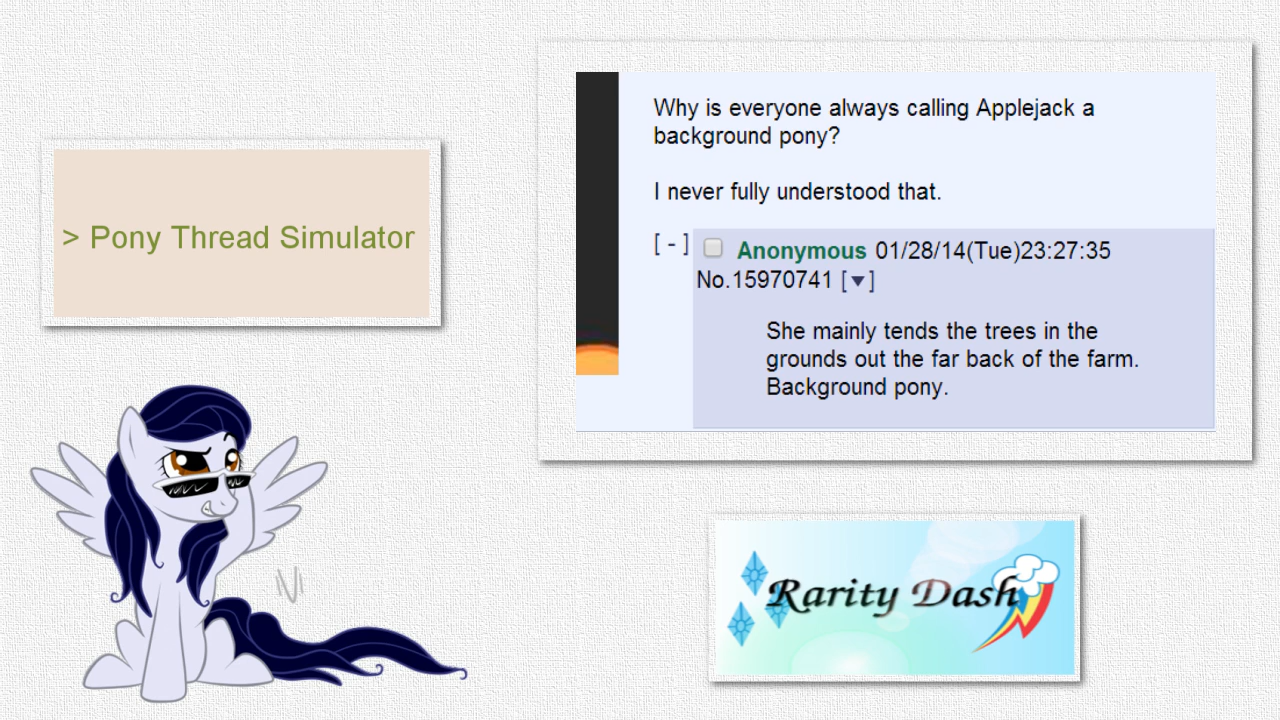 > Pony Thread Simulator
Why is everyone always calling Applejack a
background pony?
I never fully understood that.
[ - ]
Anonymous 01/28/14(Tue)23:27:35
No.15970741 [▼]
She mainly tends the trees in the
grounds out the far back of the farm.
Background pony.
Rarity Dash